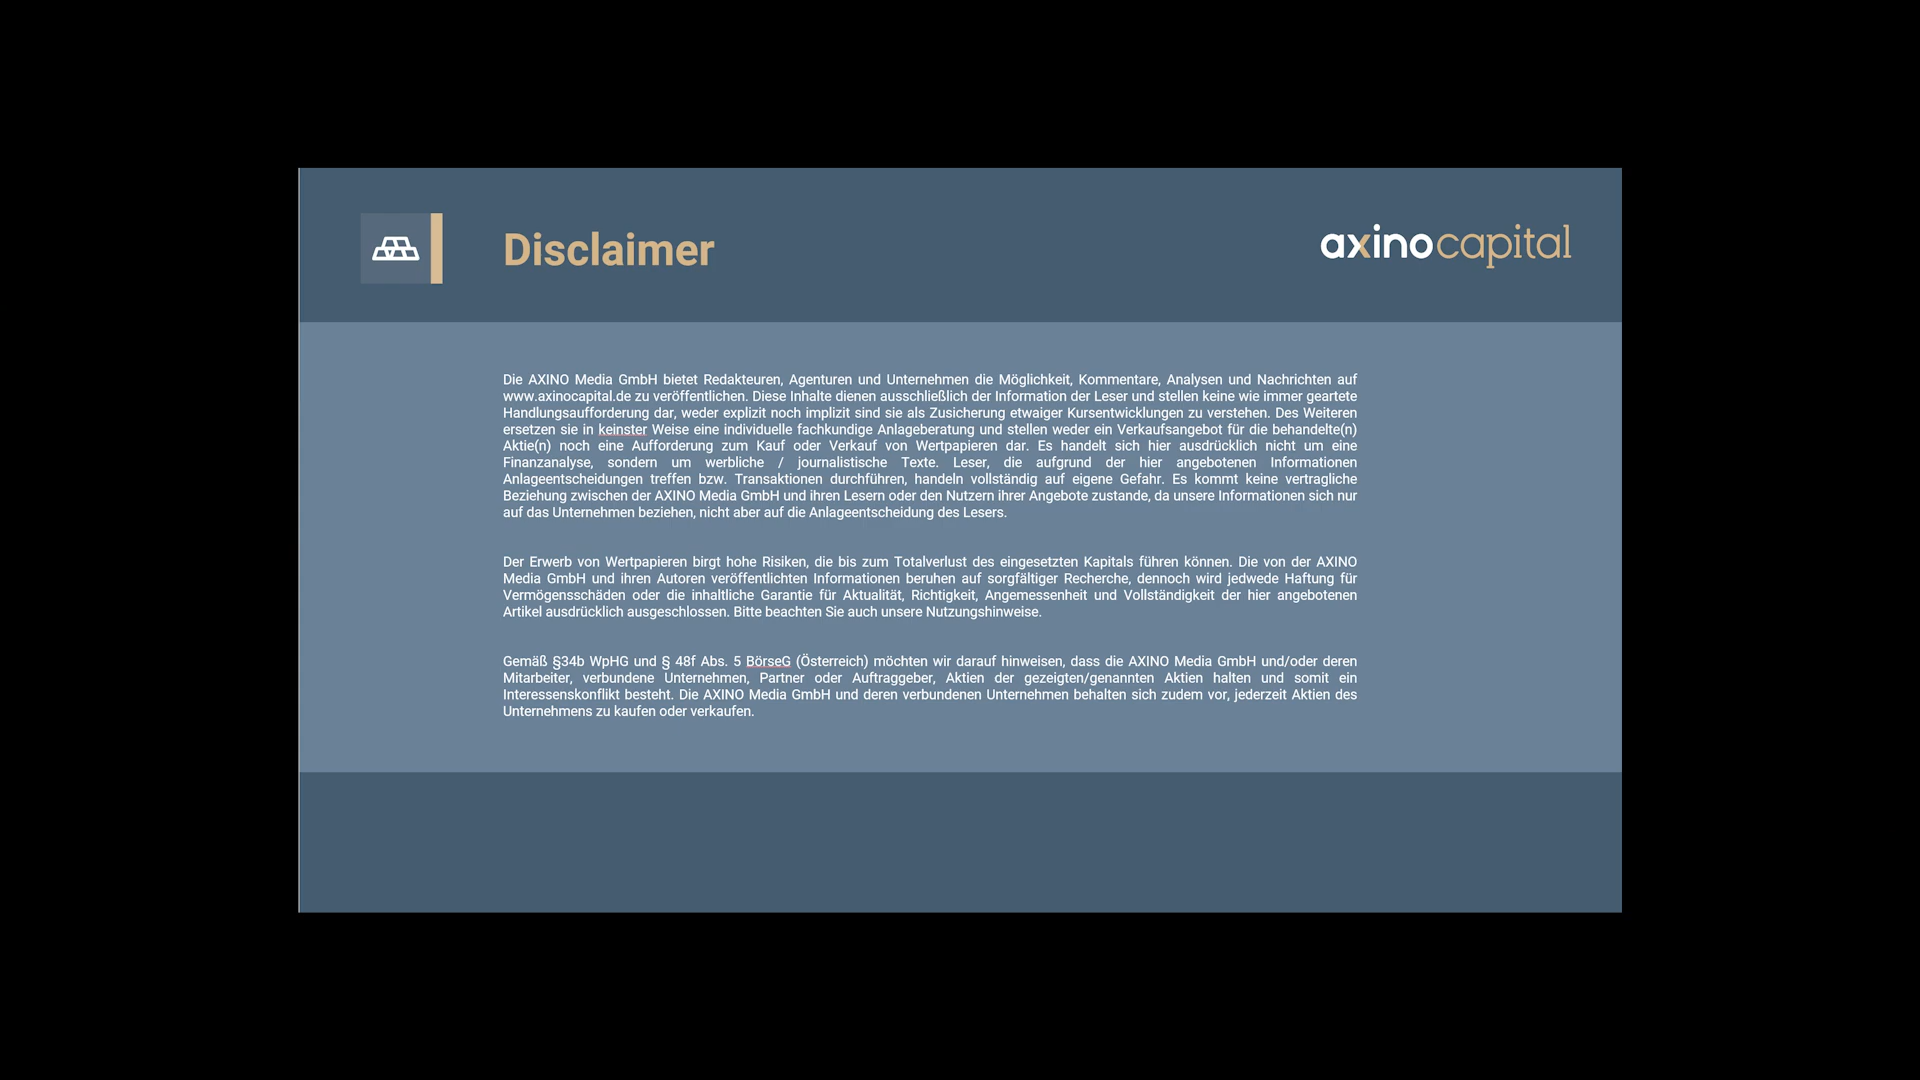 Disclaimer
axinocapital
Die AXINO Media GmbH bietet Redakteuren, Agenturen und Unternehmen die Möglichkeit, Kommentare, Analysen und Nachrichten auf
www.axinocapital.de zu veröffentlichen. Diese Inhalte dienen ausschließlich der Information der Leser und stellen keine wie immer geartete
Handlungsaufforderung dar, weder explizit noch implizit sind sie als Zusicherung etwaiger Kursentwicklungen zu verstehen. Des Weiteren
ersetzen sie in keinster Weise eine individuelle fachkundige Anlageberatung und stellen weder ein Verkaufsangebot für die behandelte(n)
Aktie(n) noch eine Aufforderung zum Kauf oder Verkauf von Wertpapieren dar. Es handelt sich hier ausdrücklich nicht um eine
Finanzanalyse, sondern um werbliche / journalistische Texte. Leser, die aufgrund der hier angebotenen Informationen
Anlageentscheidungen treffen bzw. Transaktionen durchführen, handeln vollständig auf eigene Gefahr. Es kommt keine vertragliche
Beziehung zwischen der AXINO Media GmbH und ihren Lesern oder den Nutzern ihrer Angebote zustande, da unsere Informationen sich nur
auf das Unternehmen beziehen, nicht aber auf die Anlageentscheidung des Lesers.
Der Erwerb von Wertpapieren birgt hohe Risiken, die bis zum Totalverlust des eingesetzten Kapitals führen können. Die von der AXINO
Media GmbH und ihren Autoren veröffentlichten Informationen beruhen auf sorgfältiger Recherche, dennoch wird jedwede Haftung für
Vermögensschäden oder die inhaltliche Garantie für Aktualität, Richtigkeit, Angemessenheit und Vollständigkeit der hier angebotenen
Artikel ausdrücklich ausgeschlossen. Bitte beachten Sie auch unsere Nutzungshinweise.
Gemäß §34b WpHG und § 48f Abs. 5 BörseG (Österreich) möchten wir darauf hinweisen, dass die AXINO Media GmbH und/oder deren
Mitarbeiter, verbundene Unternehmen, Partner oder Auftraggeber, Aktien der gezeigten/genannten Aktien halten und somit ein
Interessenskonflikt besteht. Die AXINO Media GmbH und deren verbundenen Unternehmen behalten sich zudem vor, jederzeit Aktien des
Unternehmens zu kaufen oder verkaufen.